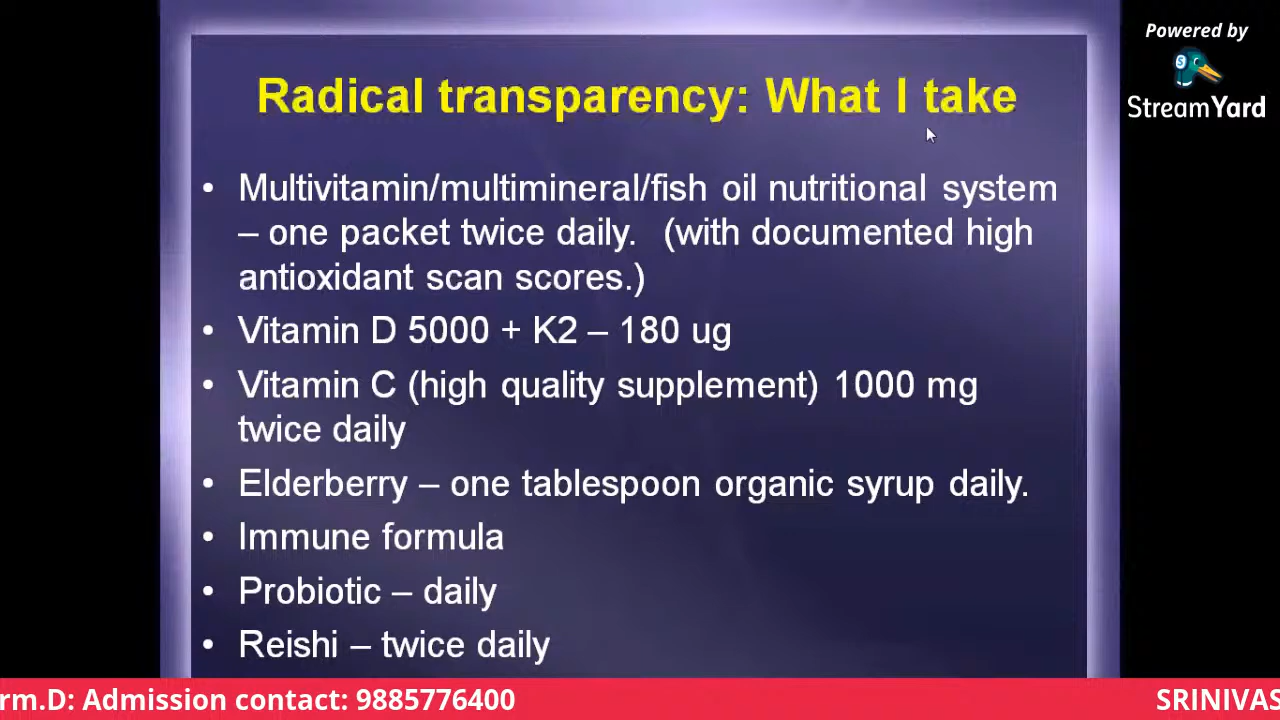 Powered by
StreamYard
Radical transparency: What I take
• Multivitamin/multimineral/fish oil nutritional system
– one packet twice daily. (with documented high
antioxidant scan scores.)
• Vitamin D 5000 + K2 – 180 ug
• Vitamin C (high quality supplement) 1000 mg
twice daily
• Elderberry – one tablespoon organic syrup daily.
• Immune formula
• Probiotic – daily
• Reishi – twice daily
rm.D: Admission contact: 9885776400 SRINIVAS